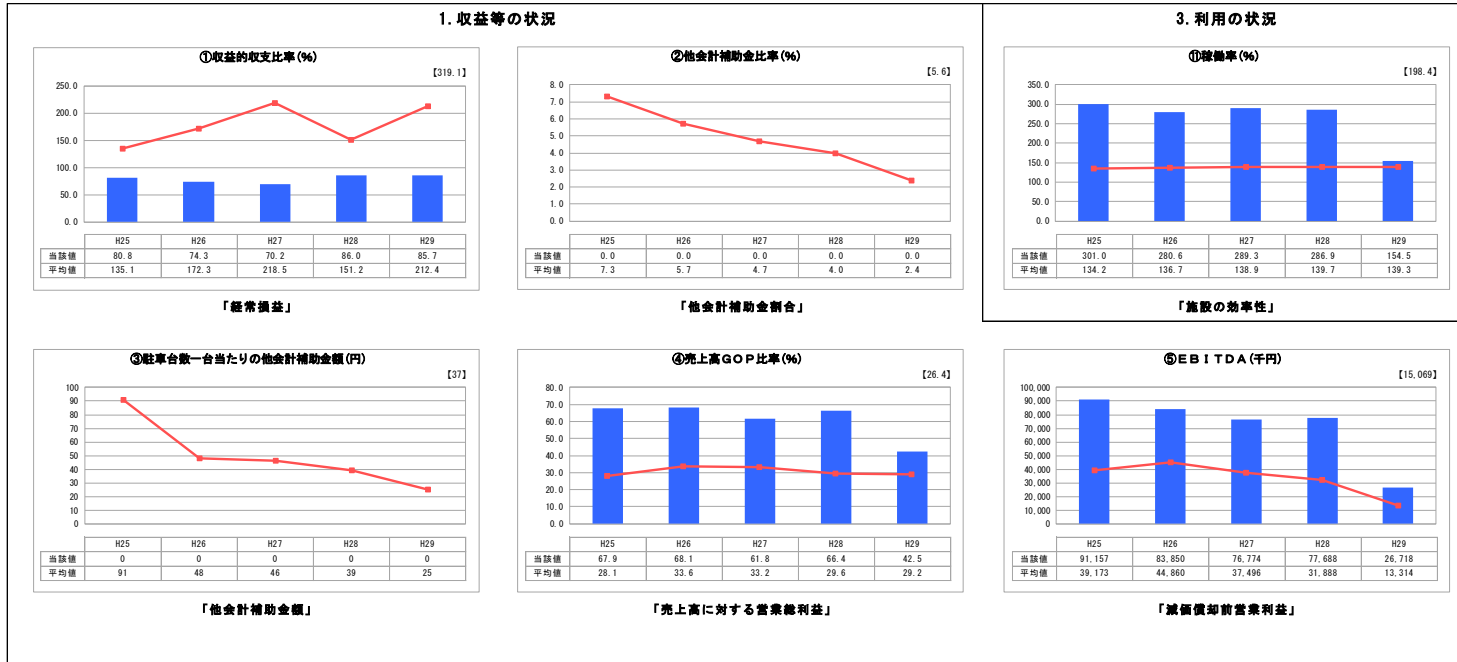 1. 収益等の状況
3. 利用の状況
①収益的収支比率(%)
【319.1】
250.0
200.0
150.0
100.0
50.0
0.0
H25 H26 H27 H28 H29
当該値 80.8 74.3 70.2 86.0 85.7
平均値 135.1 172.3 218.5 151.2 212.4
「経常損益」
②他会計補助金比率(%)
【5.6】
8.0
7.0
6.0
5.0
4.0
3.0
2.0
1.0
0.0
H25 H26 H27 H28 H29
当該値 0.0 0.0 0.0 0.0 0.0
平均値 7.3 5.7 4.7 4.0 2.4
「他会計補助金割合」
⑪稼働率(%)
【198.4】
350.0
300.0
250.0
200.0
150.0
100.0
50.0
0.0
H25 H26 H27 H28 H29
当該値 301.0 280.6 289.3 286.9 154.5
平均値 134.2 136.7 138.9 139.7 139.3
「施設の効率性」
③駐車台数一台当たりの他会計補助金額(円)
【37】
100
90
80
70
60
50
40
30
20
10
0
H25 H26 H27 H28 H29
当該値 0 0 0 0 0
平均値 91 48 46 39 25
「他会計補助金額」
④売上高GOP比率(%)
【26.4】
80.0
70.0
60.0
50.0
40.0
30.0
20.0
10.0
0.0
H25 H26 H27 H28 H29
当該値 67.9 68.1 61.8 66.4 42.5
平均値 28.1 33.6 33.2 29.6 29.2
「売上高に対する営業総利益」
⑤EBITDA(千円)
【15,069】
100,000
90,000
80,000
70,000
60,000
50,000
40,000
30,000
20,000
10,000
0
H25 H26 H27 H28 H29
当該値 91,157 83,850 76,774 77,688 26,718
平均値 39,173 44,860 37,496 31,888 13,314
「減価償却前営業利益」